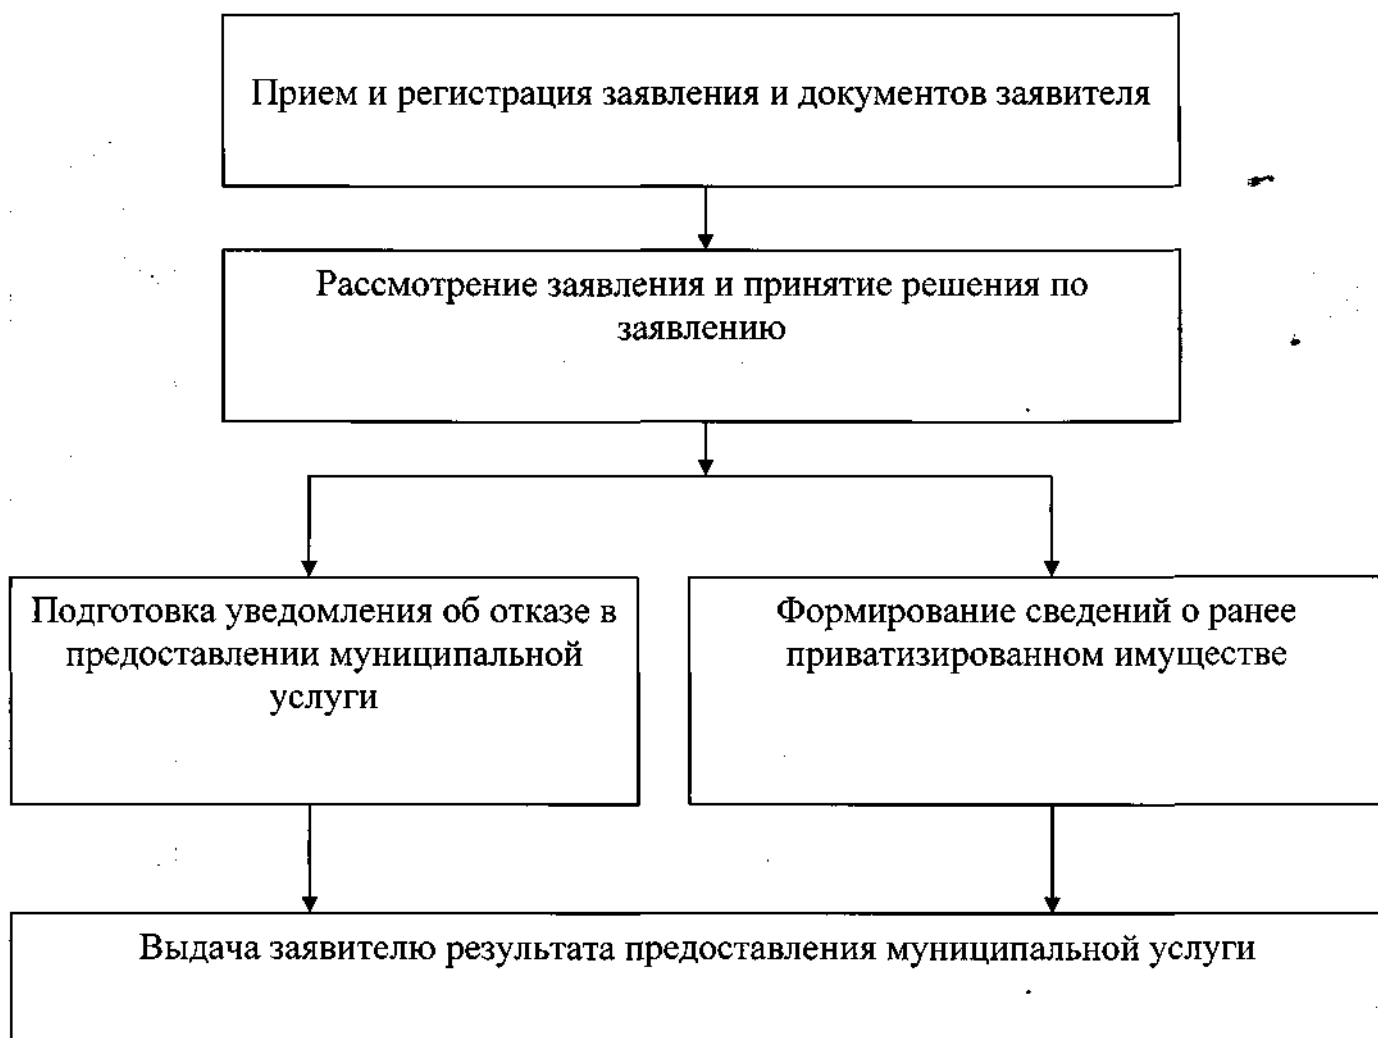 Прием и регистрация заявления и документов заявителя
Рассмотрение заявления и принятие решения по
заявлению
Подготовка уведомления об отказе в
предоставлении муниципальной
услуги
Формирование сведений о ранее
приватизированном имуществе
Выдача заявителю результата предоставления муниципальной услуги